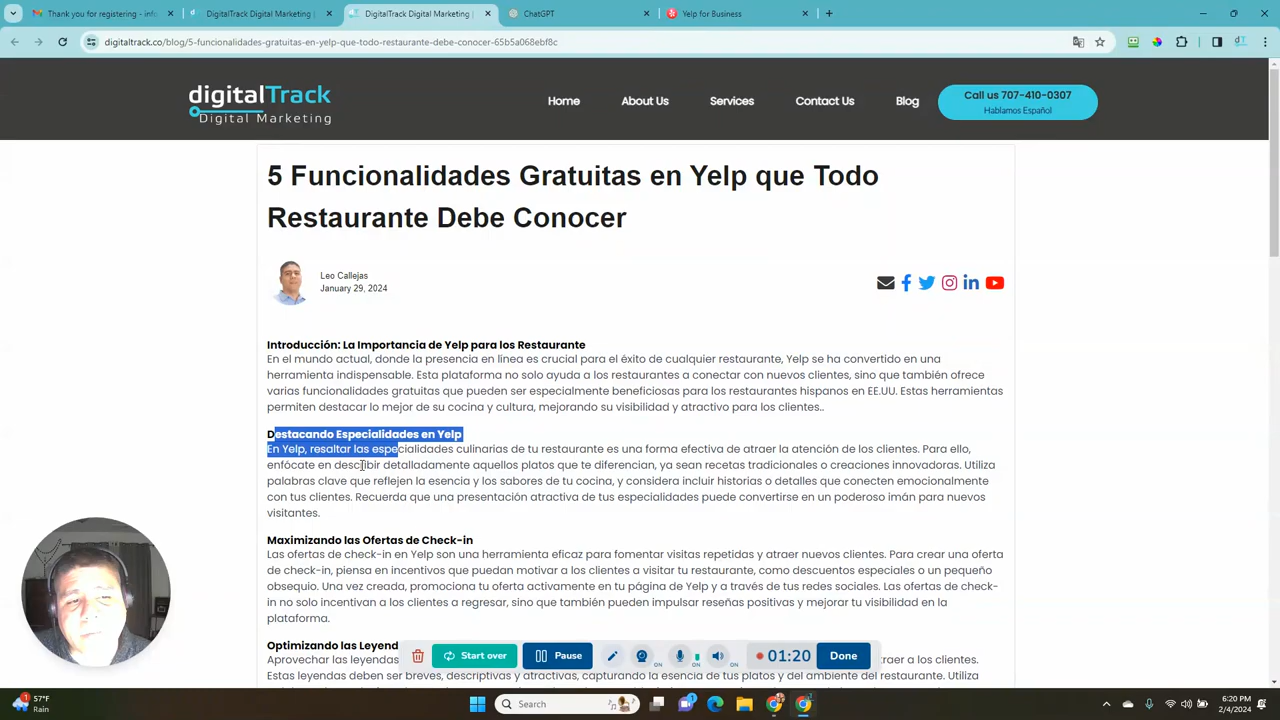 Thank you for registering - info
DigitalTrack Digital Marketing
DigitalTrack Digital Marketing
ChatGPT
Yelp for Business
digitaltrack.co/blog/5-funcionalidades-gratuitas-en-yelp-que-todo-restaurante-debe-conocer-65b5a068ebf8c
digitalTrack
Digital Marketing
Home
About Us
Services
Contact Us
Blog
Call us 707-410-0307
Hablamos Español
5 Funcionalidades Gratuitas en Yelp que Todo
Restaurante Debe Conocer
Leo Callejas
January 29, 2024
Introducción: La Importancia de Yelp para los Restaurante
En el mundo actual, donde la presencia en línea es crucial para el éxito de cualquier restaurante, Yelp se ha convertido en una
herramienta indispensable. Esta plataforma no solo ayuda a los restaurantes a conectar con nuevos clientes, sino que también ofrece
varias funcionalidades gratuitas que pueden ser especialmente beneficiosas para los restaurantes hispanos en EE.UU. Estas herramientas
permiten destacar lo mejor de su cocina y cultura, mejorando su visibilidad y atractivo para los clientes..
Destacando Especialidades en Yelp
En Yelp, resaltar las especialidades culinarias de tu restaurante es una forma efectiva de atraer la atención de los clientes. Para ello,
enfócate en describir detalladamente aquellos platos que te diferencian, ya sean recetas tradicionales o creaciones innovadoras. Utiliza
palabras clave que reflejen la esencia y los sabores de tu cocina, y considera incluir historias o detalles que conecten emocionalmente
con tus clientes. Recuerda que una presentación atractiva de tus especialidades puede convertirse en un poderoso imán para nuevos
visitantes.
Maximizando las Ofertas de Check-in
Las ofertas de check-in en Yelp son una herramienta eficaz para fomentar visitas repetidas y atraer nuevos clientes. Para crear una oferta
de check-in, piensa en incentivos que puedan motivar a los clientes a visitar tu restaurante, como descuentos especiales o un pequeño
obsequio. Una vez creada, promociona tu oferta activamente en tu página de Yelp y a través de tus redes sociales. Las ofertas de check-
in no solo incentivan a los clientes a regresar, sino que también pueden impulsar reseñas positivas y mejorar tu visibilidad en la
plataforma.
Optimizando las Leyend
Aprovechar las leyendas
raer a los clientes.
Estas leyendas deben ser breves, descriptivas y atractivas, capturando la esencia de tus platos y del ambiente del restaurante. Utiliza
Start over
Pause
ON
ON
ON
01:20
Done
57°F
Rain
Search
6:20 PM
2/4/2024